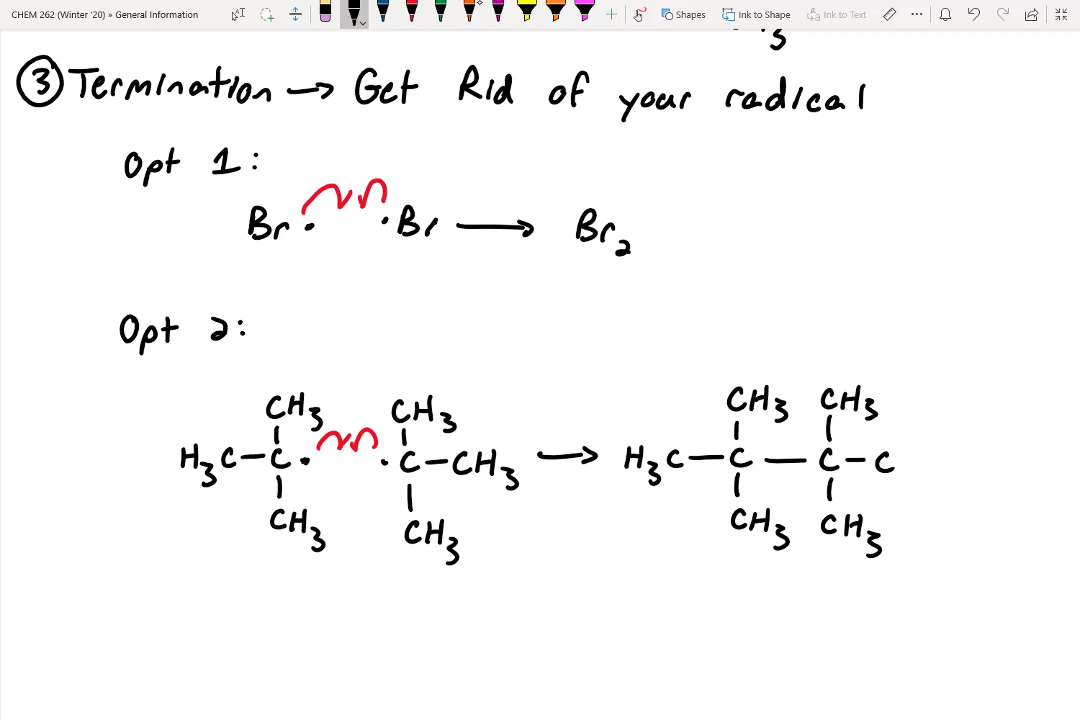 CHEM 262 (Winter '20) » General Information
Shapes
Ink to Shape
Ink to Text
3
③ Termination → Get Rid of your radical
Opt 1:
Br• •Br → Br2
Opt 2:
CH3 CH3 CH3 CH3
H3C–C• •C–CH3 → H3C–C–C–C
CH3 CH3 CH3 CH3